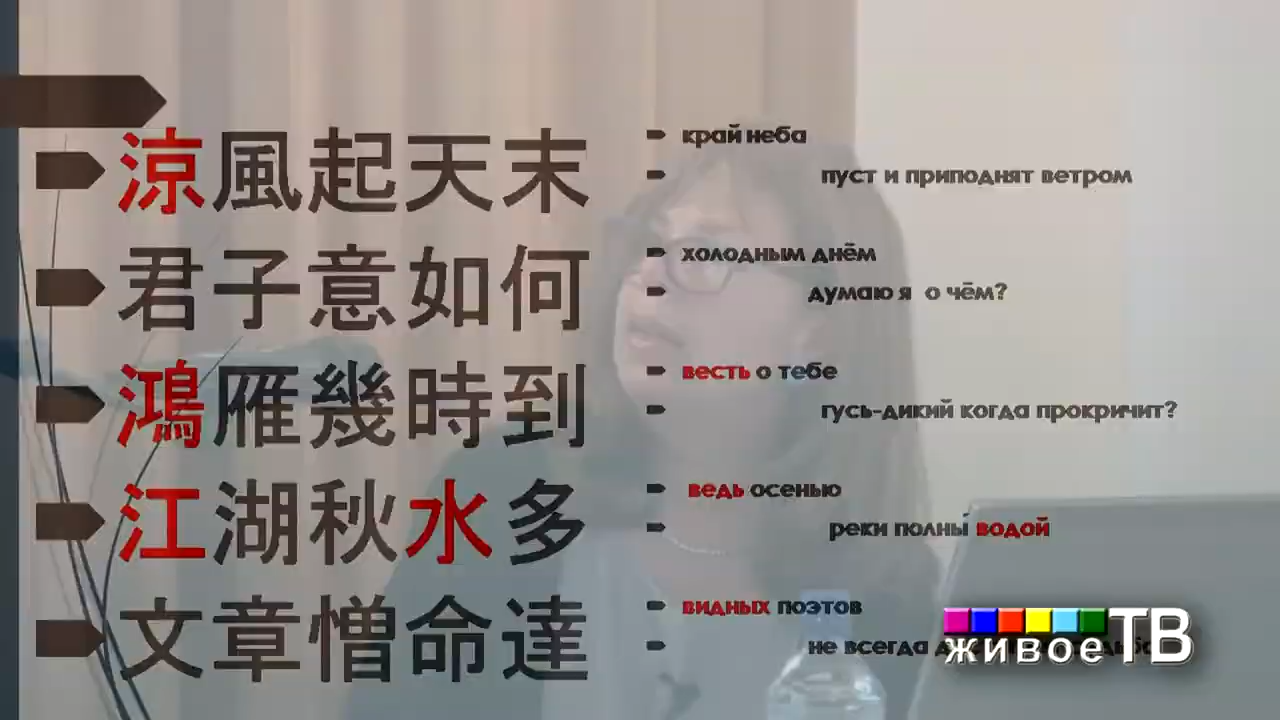 涼風起天末
君子意如何
鴻雁幾時到
江湖秋水多
文章憎命達
край неба
пуст и приподнят ветром
холодным днём
думаю я о чём?
весть о тебе
гусь-дикий когда прокричит?
ведь осенью
реки полны водой
видных поэтов
не всегда
живоеТВ